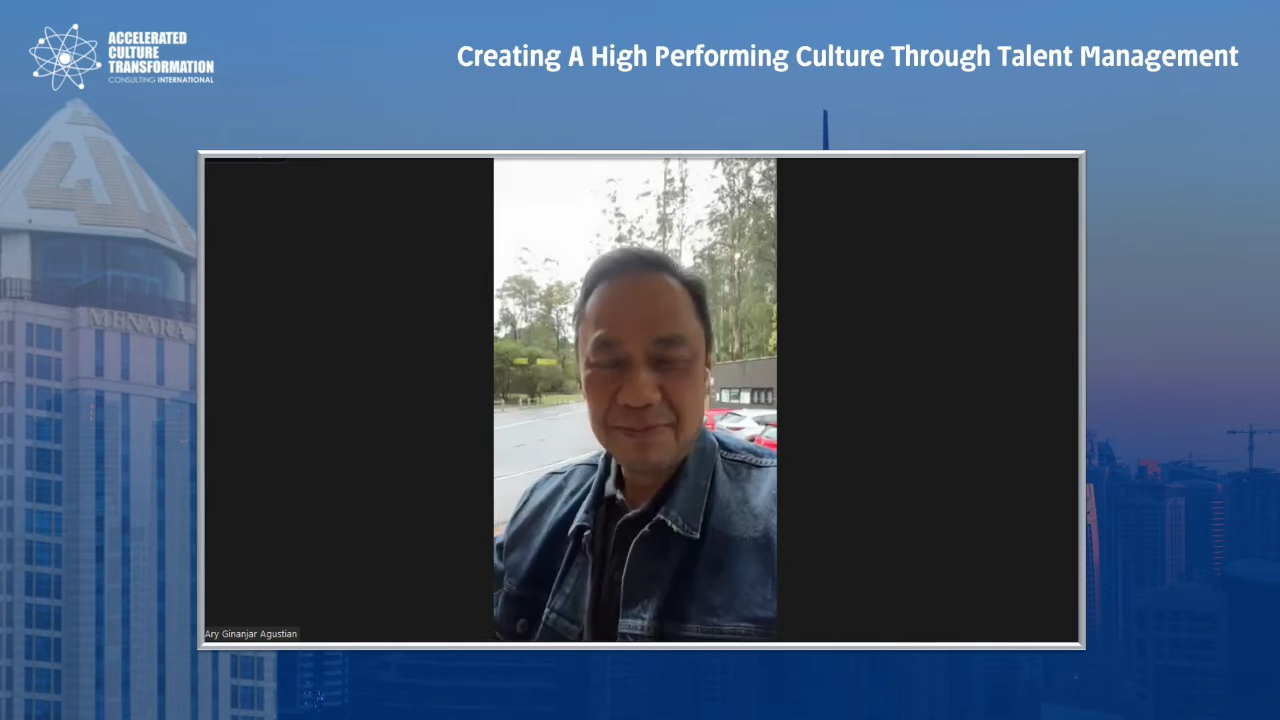 ACCELERATED
CULTURE
TRANSFORMATION
CONSULTING INTERNATIONAL
Creating A High Performing Culture Through Talent Management
MENARA
Ary Ginanjar Agustian